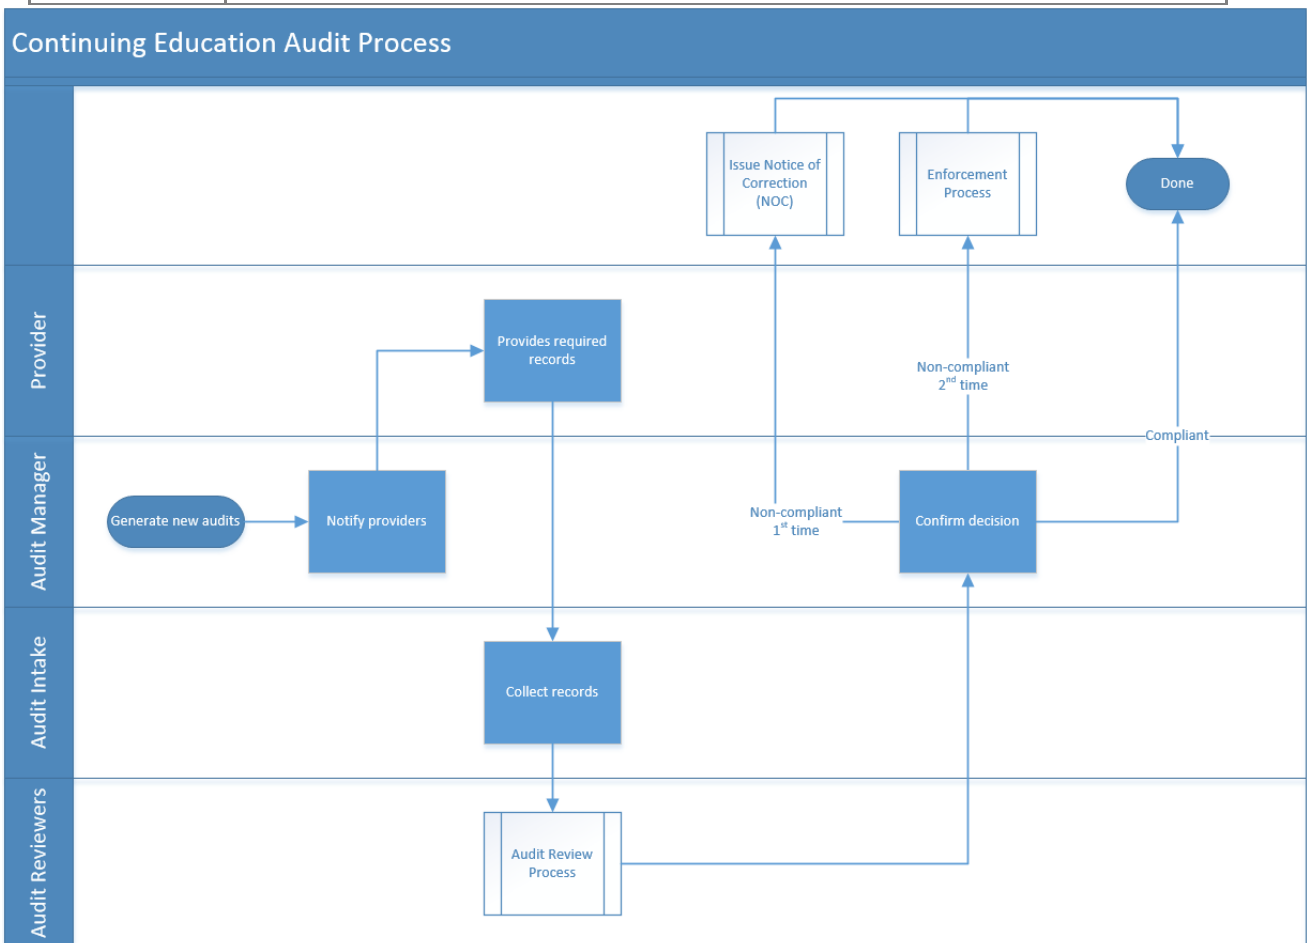 Continuing Education Audit Process
Issue Notice of
Correction
(NOC)
Enforcement
Process
Done
Provider
Provides required
records
Non-compliant
2nd time
Compliant
Audit Manager
Generate new audits
Notify providers
Non-compliant
1st time
Confirm decision
Audit Intake
Collect records
Audit Reviewers
Audit Review
Process